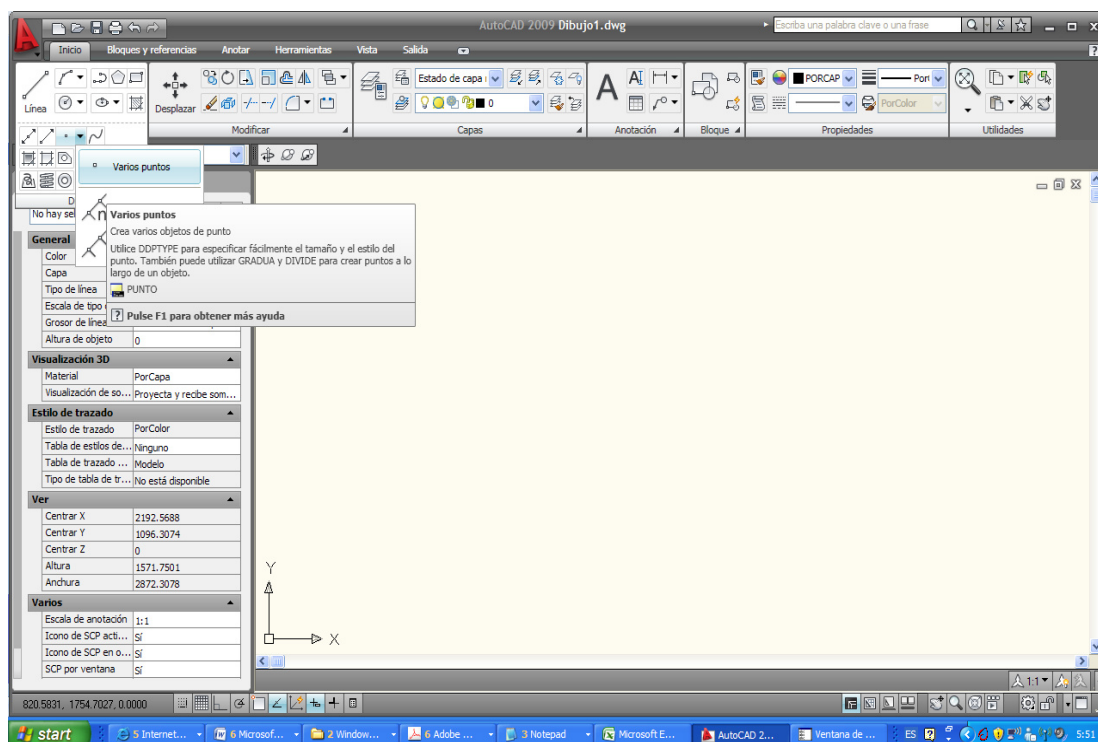 AutoCAD 2009 Dibujo1.dwg
Escriba una palabra clave o una frase
Inicio Bloques y referencias Anotar Herramientas Vista Salida
Línea
Desplazar
Estado de capa
0
A
PORCAP
Porl
PorColor
Modificar
Capas
Anotación
Bloque
Propiedades
Utilidades
Varios puntos
D
No hay sel
Varios puntos
Crea varios objetos de punto
Utilice DDPTYPE para especificar fácilmente el tamaño y el estilo del
punto. También puede utilizar GRADUA y DIVIDE para crear puntos a lo
largo de un objeto.
PUNTO
Pulse F1 para obtener más ayuda
General
Color
Capa
Tipo de línea
Escala de tipo
Grosor de línea
Altura de objeto 0
Visualización 3D
Material PorCapa
Visualización de so... Proyecta y recibe som...
Estilo de trazado
Estilo de trazado PorColor
Tabla de estilos de... Ninguno
Tabla de trazado ... Modelo
Tipo de tabla de tr... No está disponible
Ver
Centrar X 2192.5688
Centrar Y 1096.3074
Centrar Z 0
Altura 1571.7501
Anchura 2872.3078
Varios
Escala de anotación 1:1
Icono de SCP acti... Sí
Icono de SCP en o... Sí
SCP por ventana Sí
Y
X
1:1
820.5831, 1754.7027, 0.0000
start 5 Internet... 6 Microsof... 2 Window... 6 Adobe ... 3 Notepad Microsoft E... AutoCAD 2... Ventana de ... ES 5:51